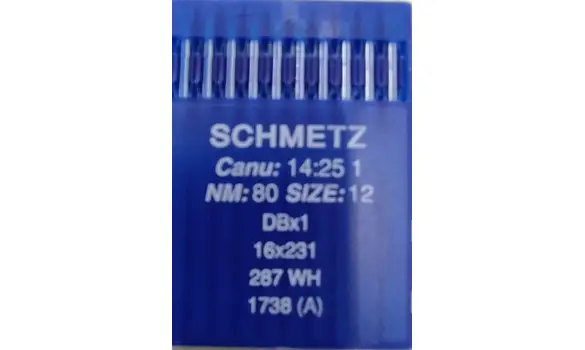 SCHMETZ
Canu: 14:25 1
NM: 80 SIZE: 12
DBx1
16x231
287 WH
1738 (A)